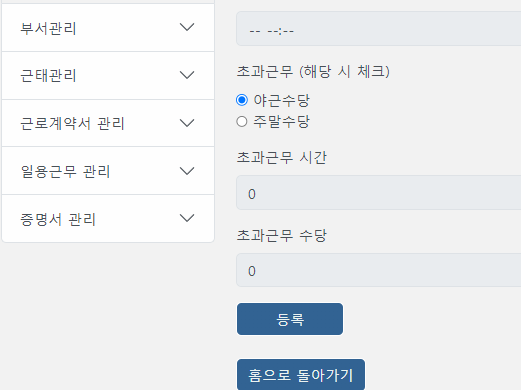 부서관리
근태관리
근로계약서 관리
일용근무 관리
증명서 관리
-- --:--
초과근무 (해당 시 체크)
야근수당
주말수당
초과근무 시간
0
초과근무 수당
0
등록
홈으로 돌아가기